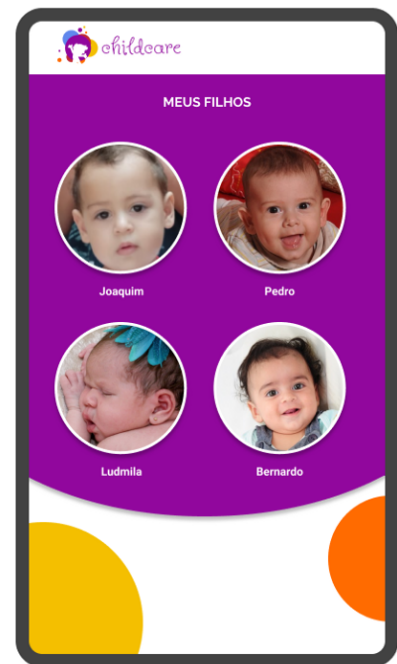 childcare
MEUS FILHOS
Joaquim
Pedro
Ludmila
Bernardo